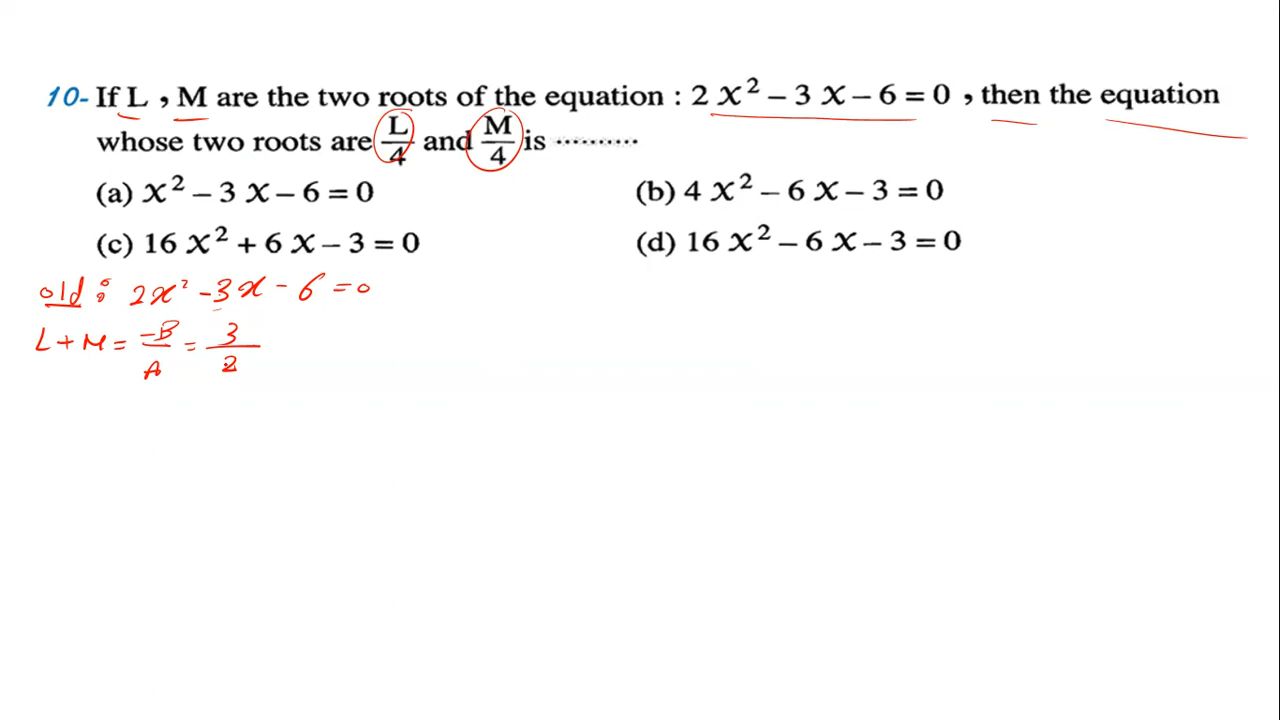 10- If L , M are the two roots of the equation : 2 x² – 3 x – 6 = 0 , then the equation
whose two roots are L/4 and M/4 is ··········
(a) x² – 3 x – 6 = 0
(b) 4 x² – 6 x – 3 = 0
(c) 16 x² + 6 x – 3 = 0
(d) 16 x² – 6 x – 3 = 0
old: 2x² - 3x - 6 = 0
L + M = -B/A = 3/2